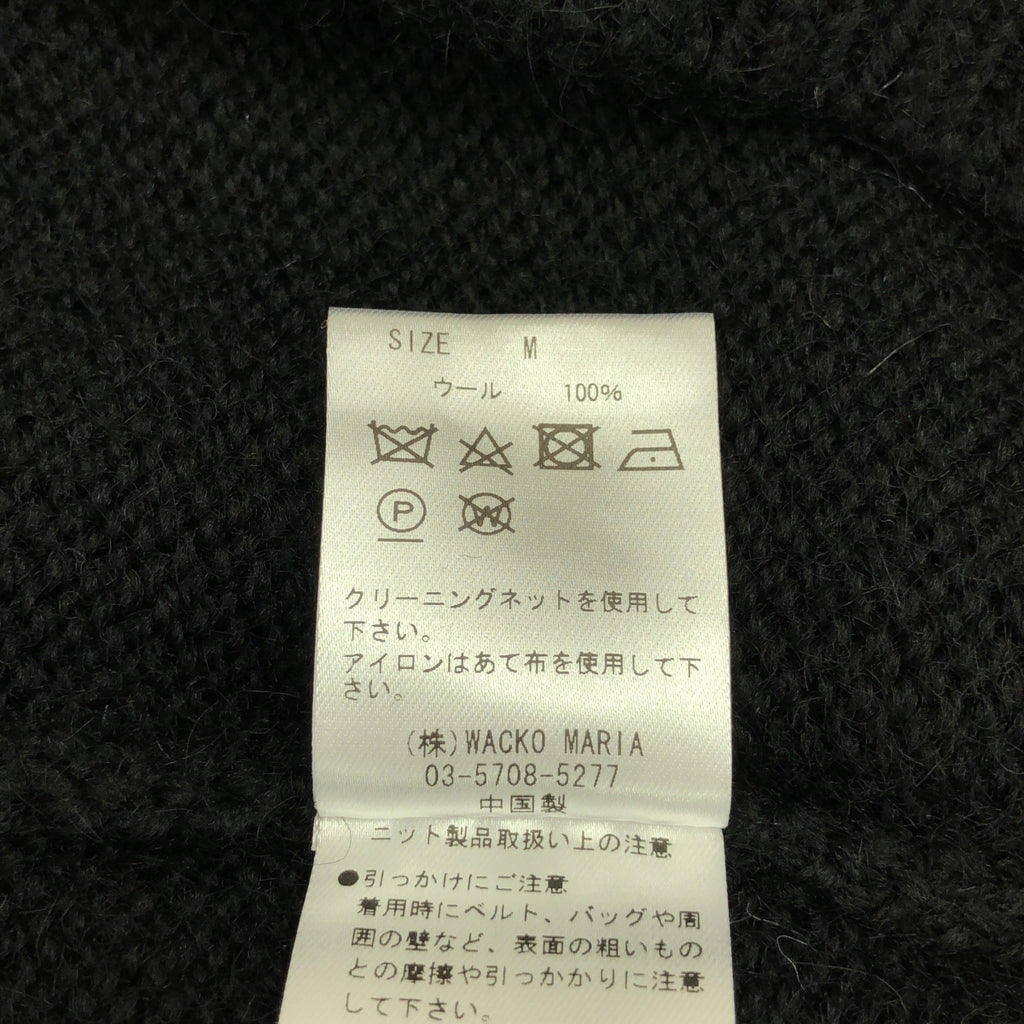 SIZE M
ウール 100%
P
W
クリーニングネットを使用して
下さい。
アイロンはあて布を使用して下
さい。
(株)WACKO MARIA
03-5708-5277
中国製
ニット製品取扱い上の注意
●引っかけにご注意
着用時にベルト、バッグや周
囲の壁など、表面の粗いもの
との摩擦や引っかかりに注意
して下さい。